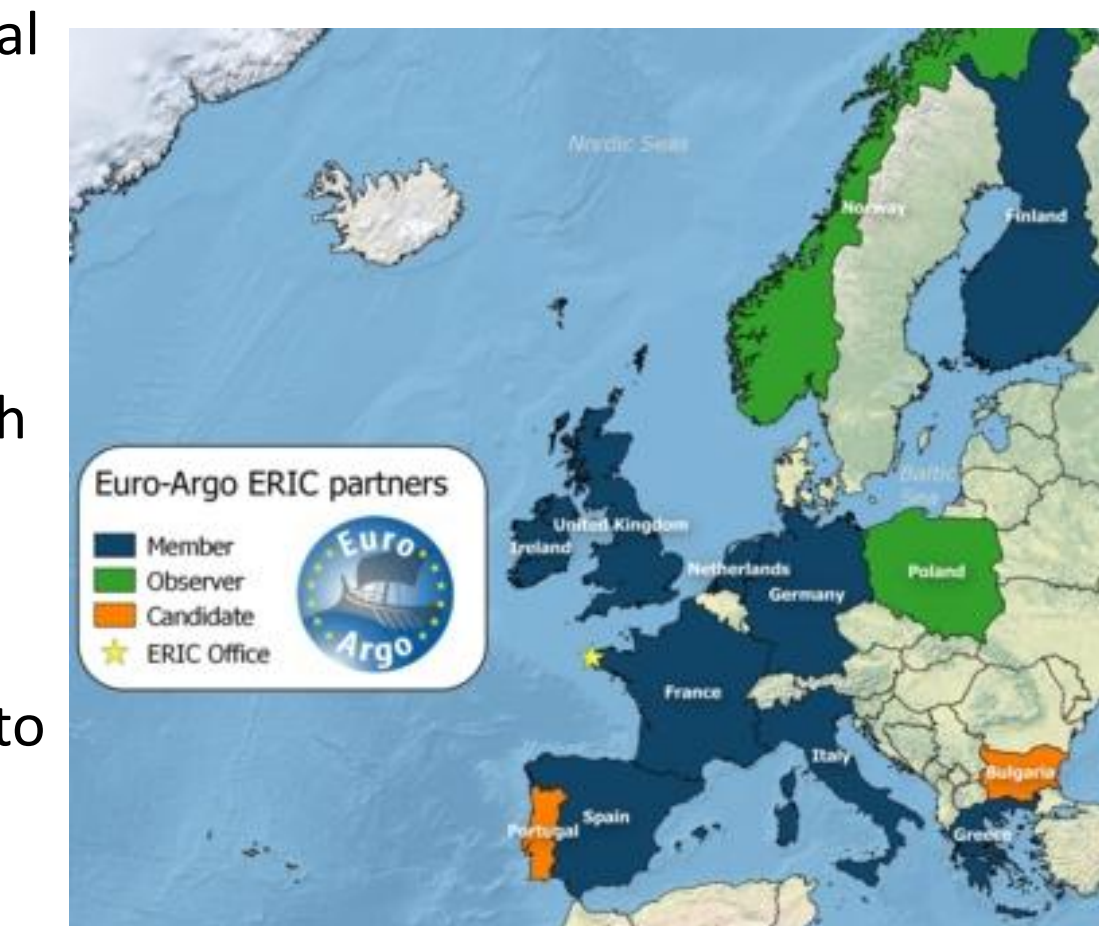 al
h
to
Nordic Seas
Norway
Finland
Baltic
Sea
Euro-Argo ERIC partners
Member
Observer
Candidate
ERIC Office
Euro
Argo
United Kingdom
Ireland
Netherlands
Germany
Poland
France
Italy
Bulgaria
Portugal
Spain
Greece